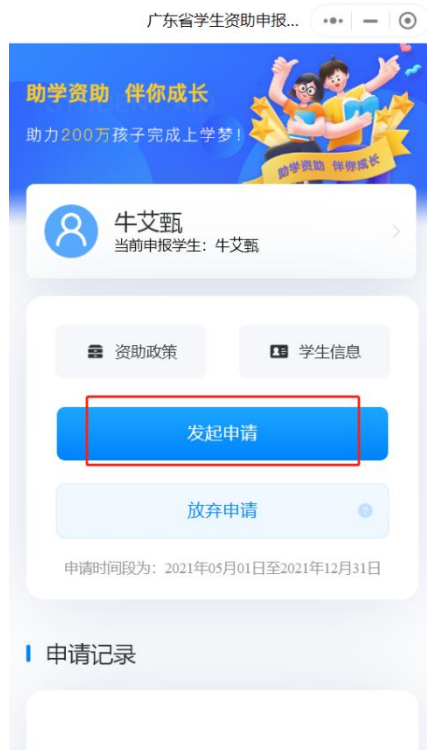 广东省学生资助申报...
助学资助 伴你成长
助力200万孩子完成上学梦!
助学资助 伴你成长
牛艾甄
当前申报学生：牛艾甄
资助政策
学生信息
发起申请
放弃申请
申请时间段为：2021年05月01日至2021年12月31日
申请记录